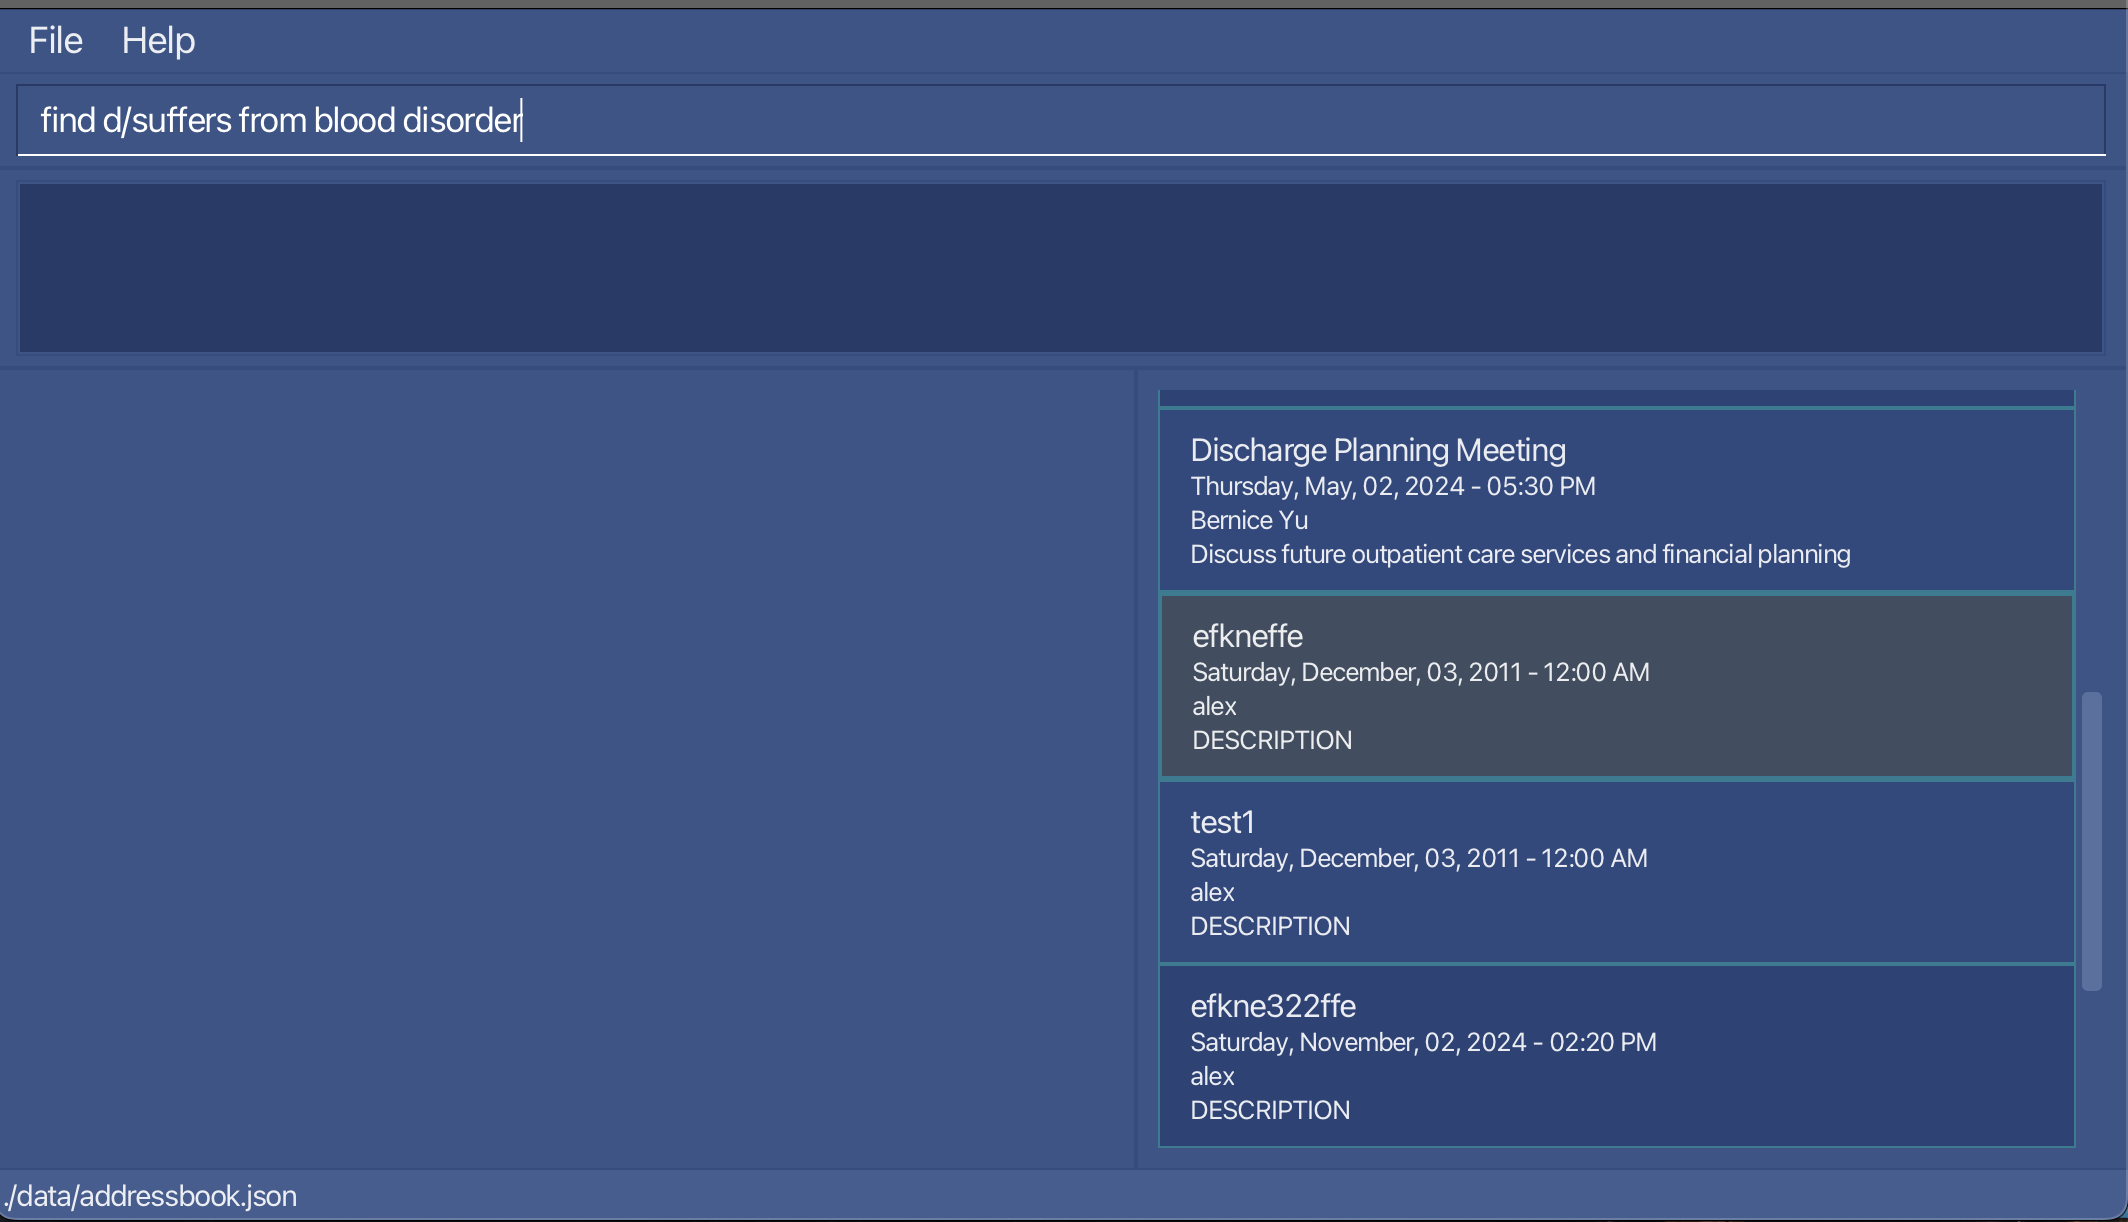 File Help
find d/suffers from blood disorder
Discharge Planning Meeting
Thursday, May, 02, 2024 - 05:30 PM
Bernice Yu
Discuss future outpatient care services and financial planning
efkneffe
Saturday, December, 03, 2011 - 12:00 AM
alex
DESCRIPTION
test1
Saturday, December, 03, 2011 - 12:00 AM
alex
DESCRIPTION
efkne322ffe
Saturday, November, 02, 2024 - 02:20 PM
alex
DESCRIPTION
./data/addressbook.json